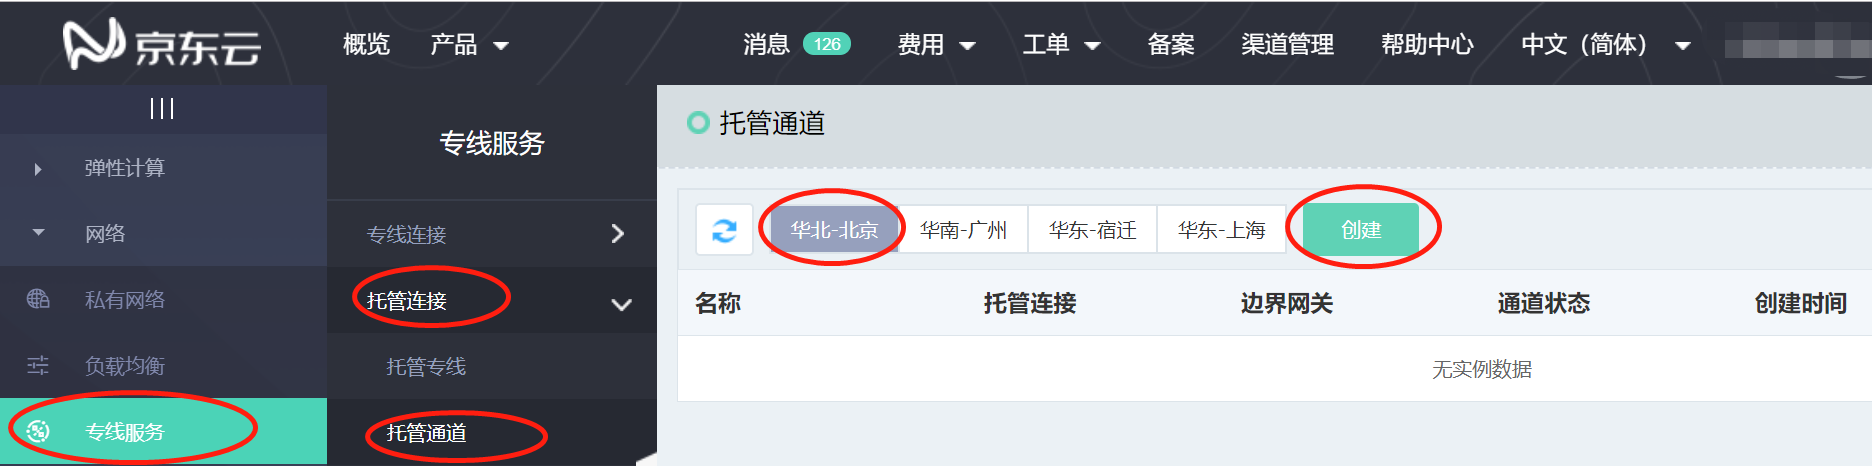 京东云 概览 产品 消息 126 费用 工单 备案 渠道管理 帮助中心 中文（简体）
弹性计算
网络
私有网络
负载均衡
专线服务
专线服务
专线连接
托管连接
托管专线
托管通道
托管通道
华北-北京 华南-广州 华东-宿迁 华东-上海 创建
名称 托管连接 边界网关 通道状态 创建时间
无实例数据